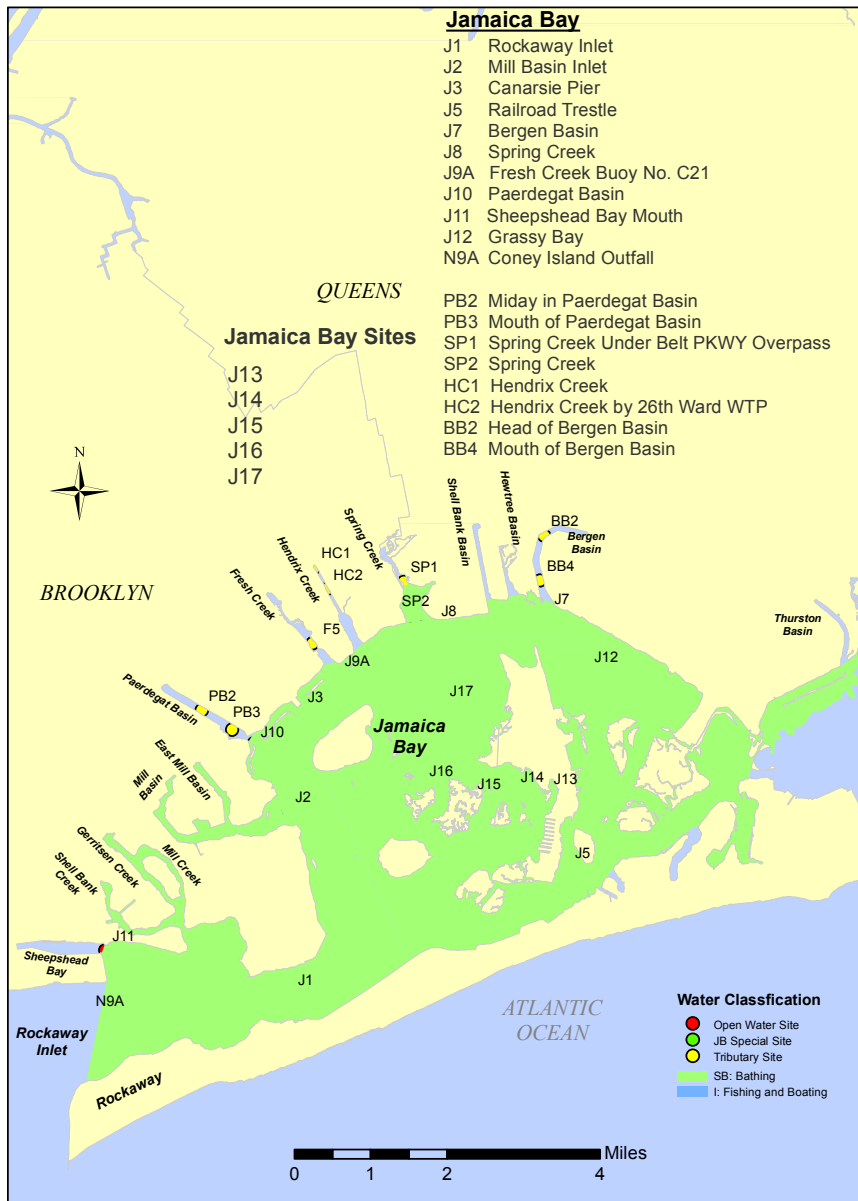 Jamaica Bay
J1 Rockaway Inlet
J2 Mill Basin Inlet
J3 Canarsie Pier
J5 Railroad Trestle
J7 Bergen Basin
J8 Spring Creek
J9A Fresh Creek Buoy No. C21
J10 Paerdegat Basin
J11 Sheepshead Bay Mouth
J12 Grassy Bay
N9A Coney Island Outfall
PB2 Miday in Paerdegat Basin
PB3 Mouth of Paerdegat Basin
SP1 Spring Creek Under Belt PKWY Overpass
SP2 Spring Creek
HC1 Hendrix Creek
HC2 Hendrix Creek by 26th Ward WTP
BB2 Head of Bergen Basin
BB4 Mouth of Bergen Basin
QUEENS
Jamaica Bay Sites
J13
J14
J15
J16
J17
N
BROOKLYN
Shell Bank Basin
Hewtree Basin
BB2
Bergen
Basin
Spring Creek
HC1
SP1
BB4
Hendrix Creek
HC2
Fresh Creek
SP2
J8
J7
F5
Thurston
Basin
J9A
J12
Paerdegat Basin
PB2
PB3
J3
J17
J10
Jamaica
Bay
East Mill Basin
Mill
Basin
J16
J15
J14
J13
J2
Gerritsen Creek
Mill Creek
Shell Bank
Creek
J5
J11
Sheepshead
Bay
J1
N9A
Rockaway
Inlet
ATLANTIC
OCEAN
Rockaway
Water Classfication
Open Water Site
JB Special Site
Tributary Site
SB: Bathing
I: Fishing and Boating
Miles
0 1 2 4